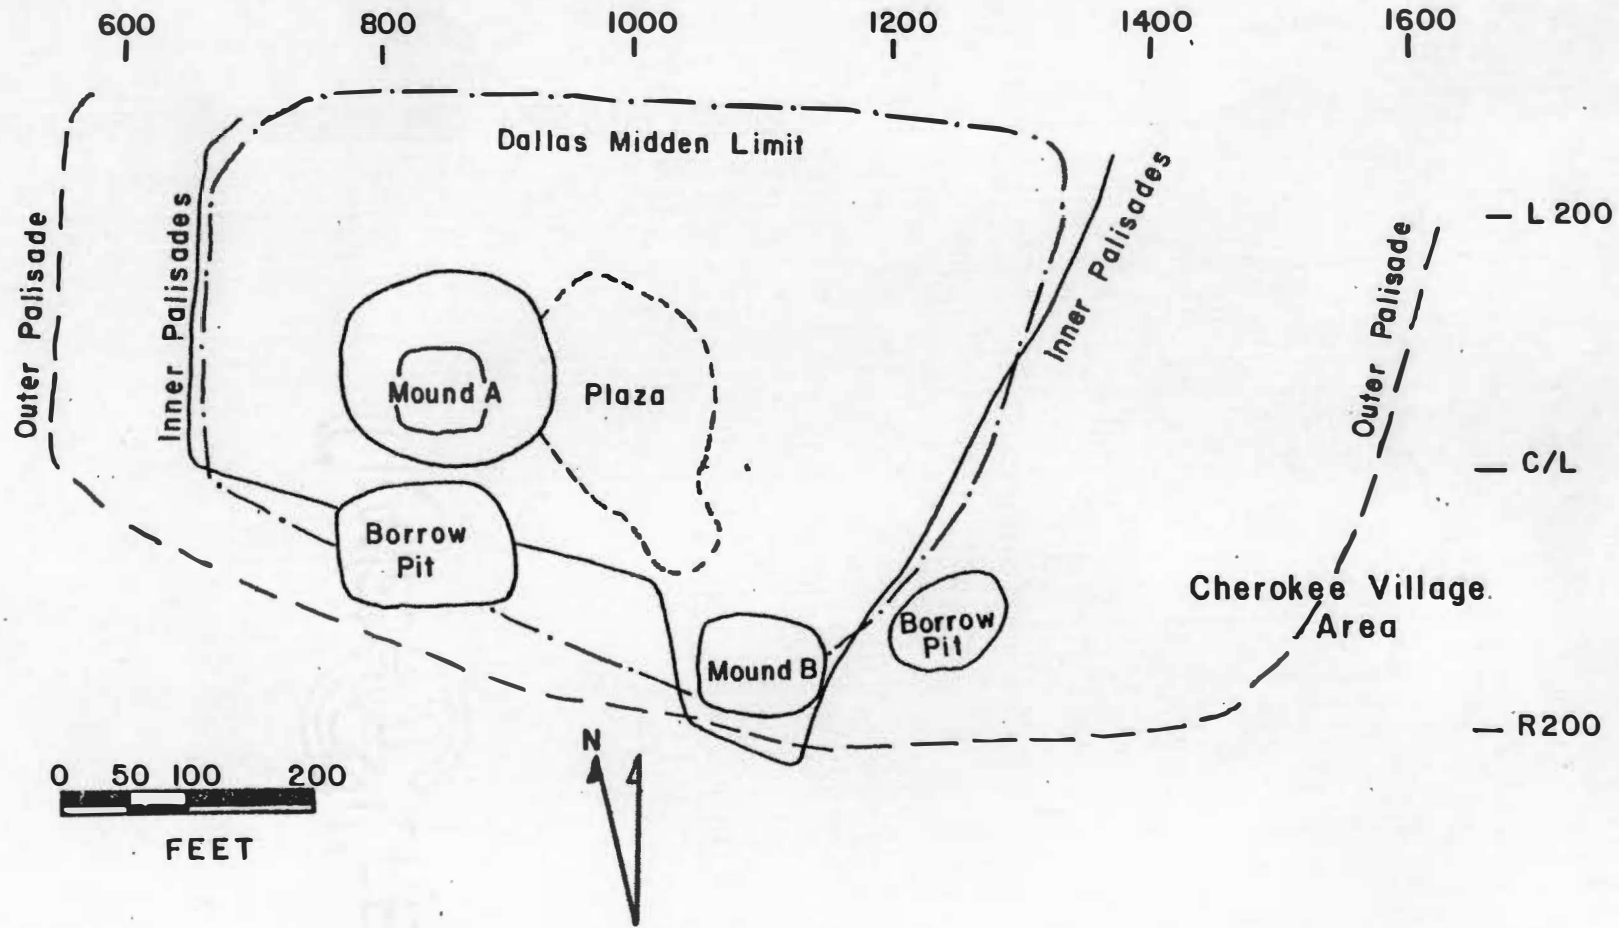 600 800 1000 1200 1400 1600
Dallas Midden Limit
Outer Palisade
Inner Palisades
Inner Palisades
Outer Palisade
L 200
Mound A
Plaza
C/L
Borrow
Pit
Cherokee Village
Area
Borrow
Pit
Mound B
R 200
N
0 50 100 200
FEET